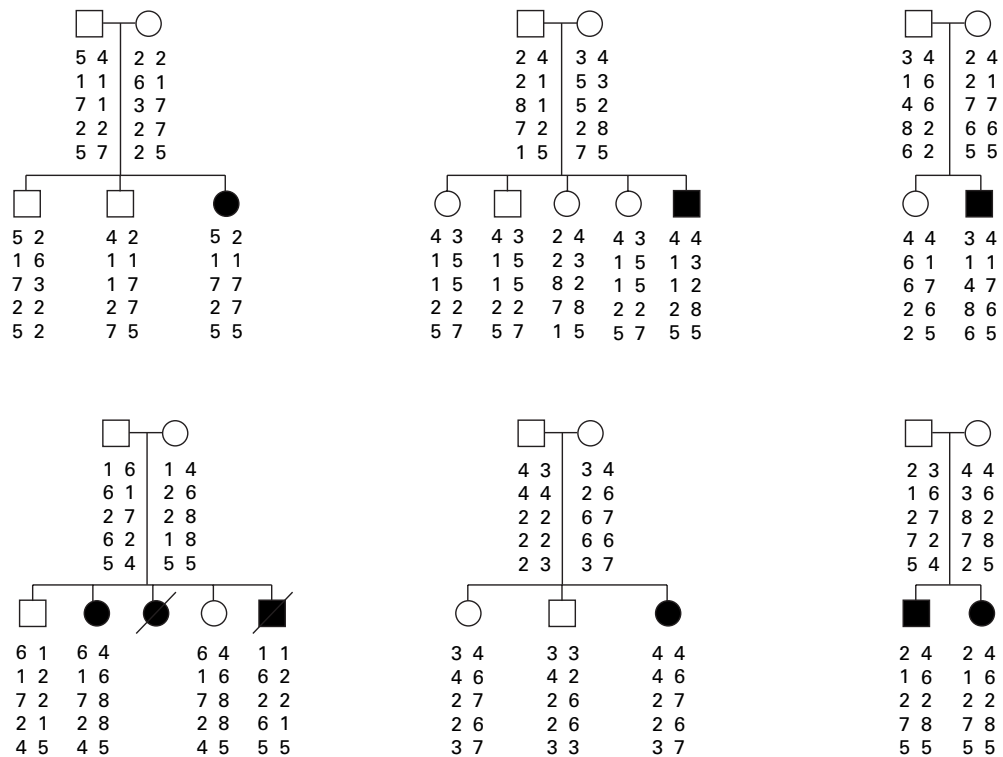 5 4 2 2
1 1 6 1
7 1 3 7
2 2 2 7
5 7 2 5
5 2 4 2 5 2
1 6 1 1 1 1
7 3 1 7 7 7
2 2 2 7 2 7
5 2 7 5 5 5
2 4 3 4
2 1 5 3
8 1 5 2
7 2 2 8
1 5 7 5
4 3 4 3 2 4 4 3 4 4
1 5 1 5 2 3 1 5 1 3
1 5 1 5 8 2 1 5 1 2
2 2 2 2 7 8 2 2 2 8
5 7 5 7 1 5 5 7 5 5
3 4 2 4
1 6 2 1
4 6 7 7
8 2 6 6
6 2 5 5
4 4 3 4
6 1 1 1
6 7 4 7
2 6 8 6
2 5 6 5
1 6 1 4
6 1 2 6
2 7 2 8
6 2 1 8
5 4 5 5
6 1 6 4 6 4 1 1
1 2 1 6 1 6 6 2
7 2 7 8 7 8 2 2
2 1 2 8 2 8 6 1
4 5 4 5 4 5 5 5
4 3 3 4
4 4 2 6
2 2 6 7
2 2 6 6
2 3 3 7
3 4 3 3 4 4
4 6 4 2 4 6
2 7 2 6 2 7
2 6 2 6 2 6
3 7 3 3 3 7
2 3 4 4
1 6 3 6
2 7 8 2
7 2 7 8
5 4 2 5
2 4 2 4
1 6 1 6
2 2 2 2
7 8 7 8
5 5 5 5